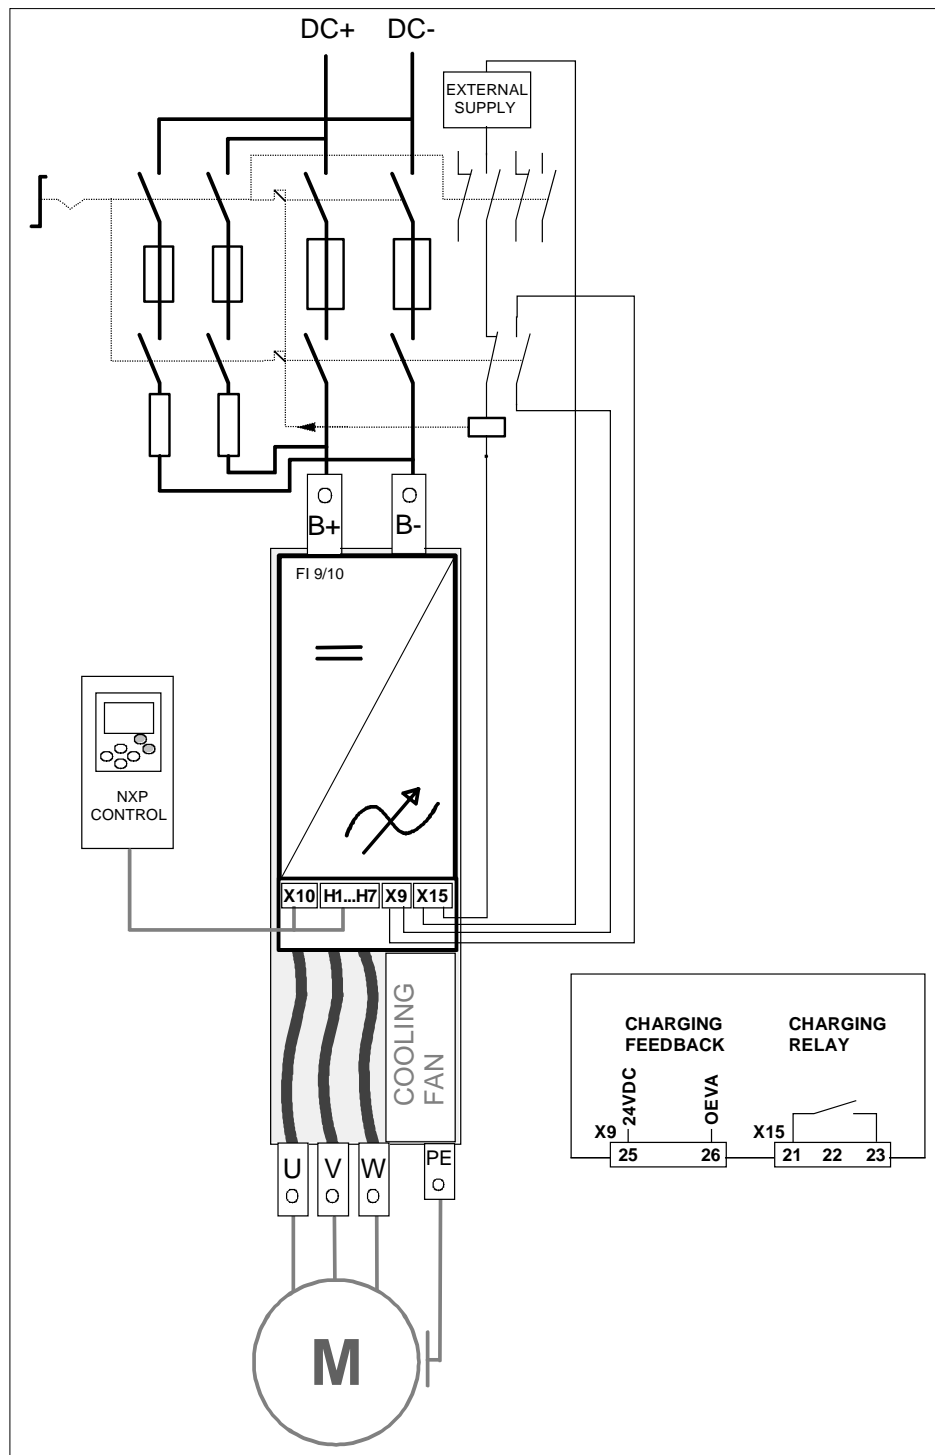 DC+ DC-
EXTERNAL
SUPPLY
B+ B-
FI 9/10
NXP
CONTROL
X10 H1...H7 X9 X15
COOLING
FAN
CHARGING
FEEDBACK
CHARGING
RELAY
24VDC
OEVA
X9
X15
25 26 21 22 23
U V W PE
M